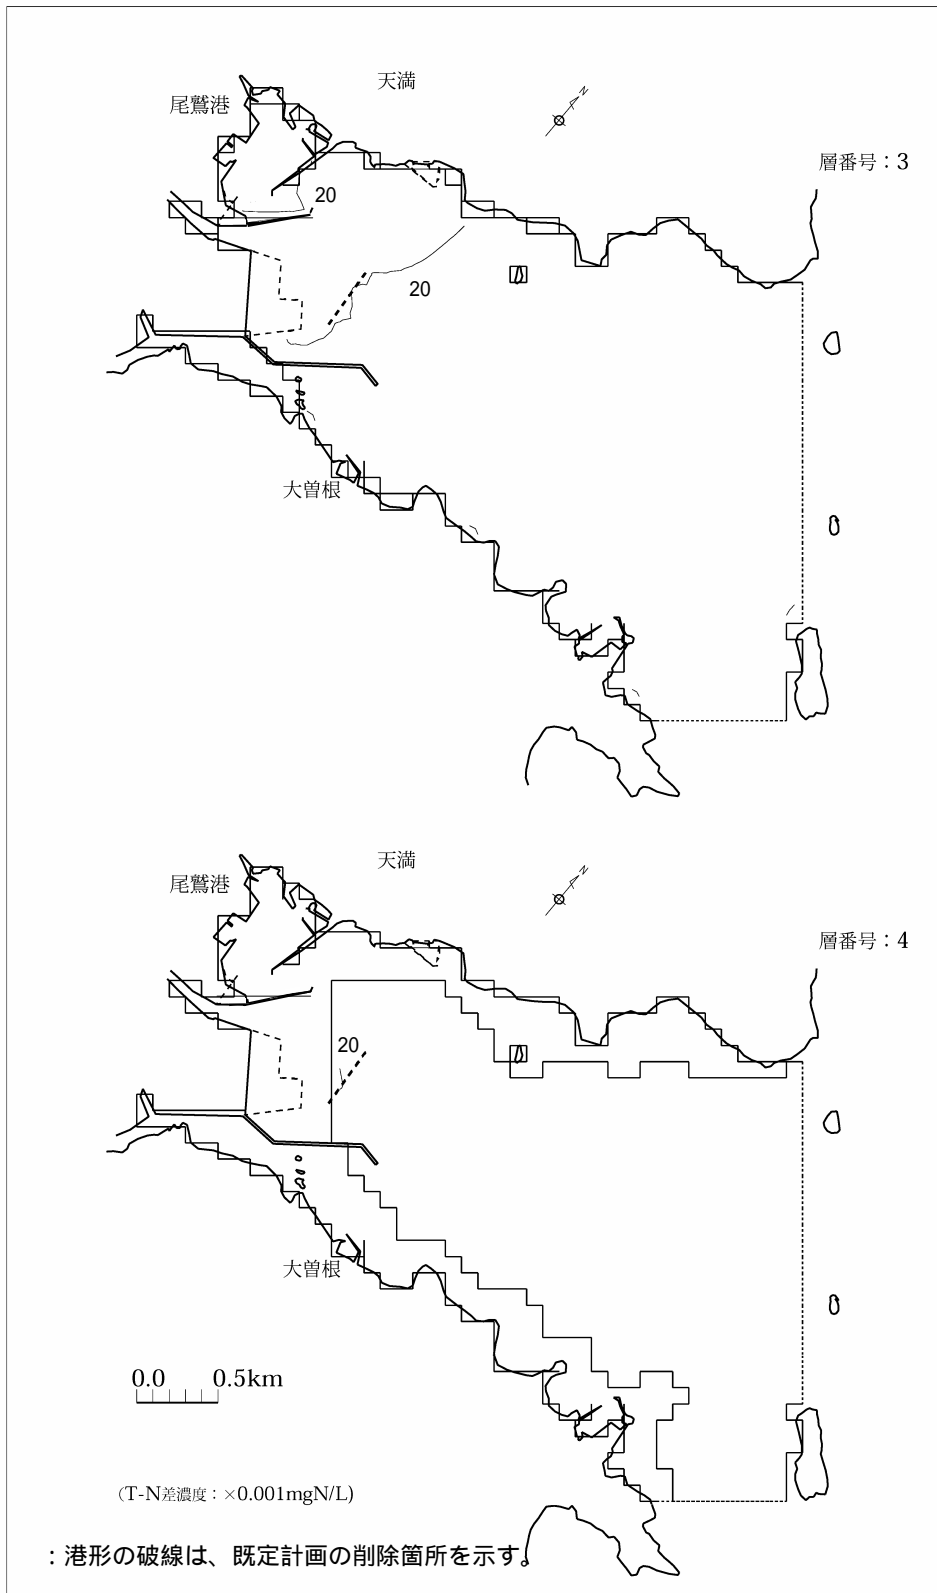 天満
尾鷲港
N
層番号：3
20
20
大曽根
天満
尾鷲港
N
層番号：4
20
大曽根
0.0 0.5km
(T-N差濃度：×0.001mgN/L)
：港形の破線は、既定計画の削除箇所を示す。